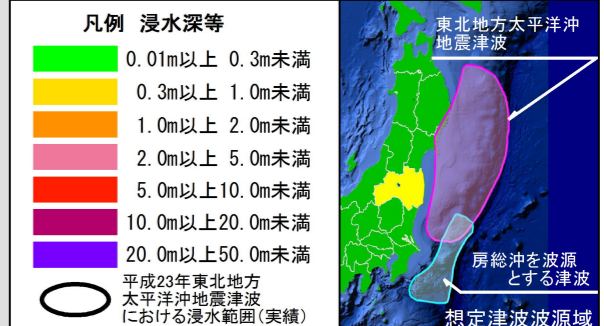 凡例 浸水深等
0.01m以上 0.3m未満
0.3m以上 1.0m未満
1.0m以上 2.0m未満
2.0m以上 5.0m未満
5.0m以上10.0m未満
10.0m以上20.0m未満
20.0m以上50.0m未満
平成23年東北地方
太平洋沖地震津波
における浸水範囲(実績)
東北地方太平洋沖
地震津波
房総沖を波源
とする津波
想定津波波源域